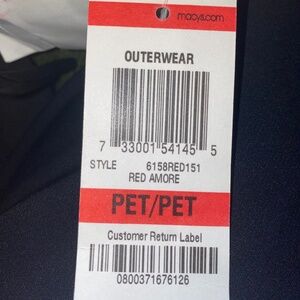 macys.com
OUTERWEAR
7 33001 54145 5
STYLE 6158RED151
RED AMORE
PET/PET
Customer Return Label
0800371676126